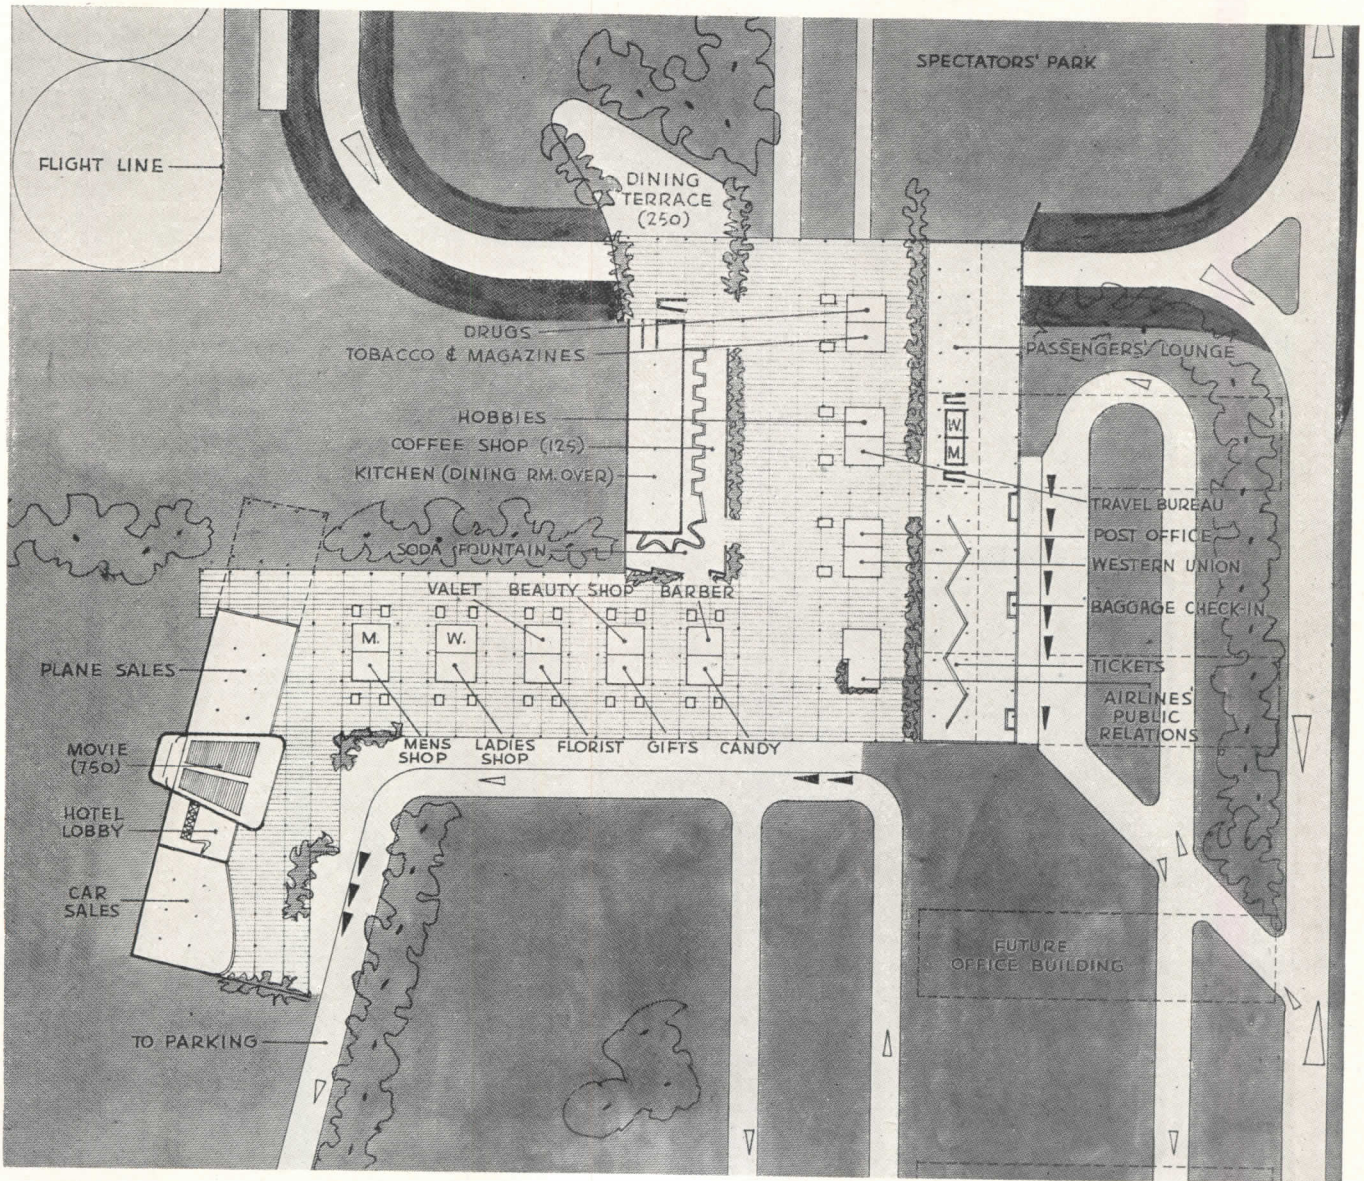 SPECTATORS' PARK
FLIGHT LINE
DINING
TERRACE
(250)
DRUGS
TOBACCO & MAGAZINES
PASSENGERS' LOUNGE
HOBBIES
COFFEE SHOP (125)
KITCHEN (DINING RM. OVER)
W.
M.
TRAVEL BUREAU
POST OFFICE
SODA FOUNTAIN
WESTERN UNION
VALET
BEAUTY SHOP
BARBER
BAGGAGE CHECK-IN
M.
W.
PLANE SALES
TICKETS
AIRLINES'
PUBLIC
RELATIONS
MOVIE
(750)
MENS
SHOP
LADIES
SHOP
FLORIST
GIFTS
CANDY
HOTEL
LOBBY
CAR
SALES
FUTURE
OFFICE BUILDING
TO PARKING